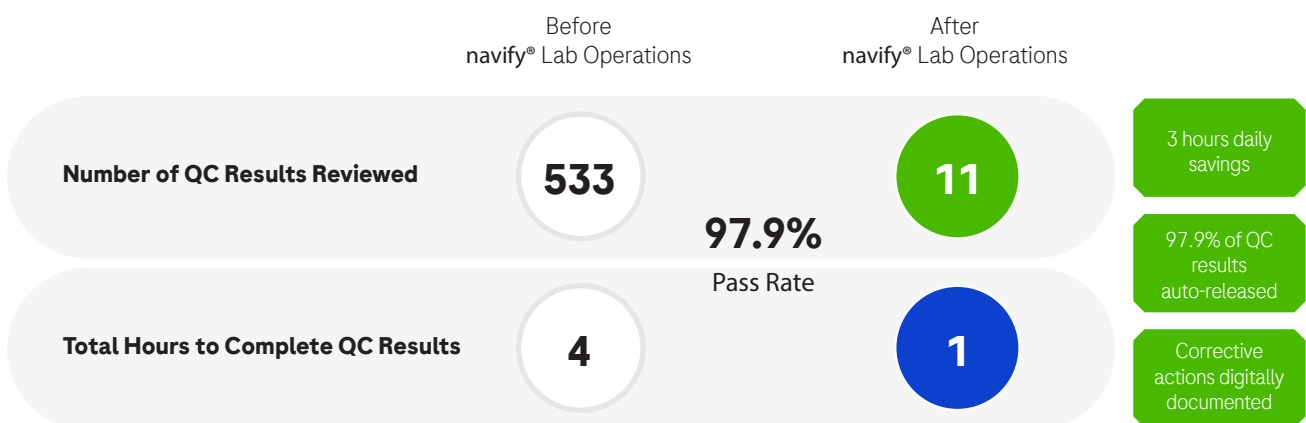 Before
navify® Lab Operations
After
navify® Lab Operations
Number of QC Results Reviewed
533
11
97.9%
Pass Rate
Total Hours to Complete QC Results
4
1
3 hours daily
savings
97.9% of QC
results
auto-released
Corrective
actions digitally
documented